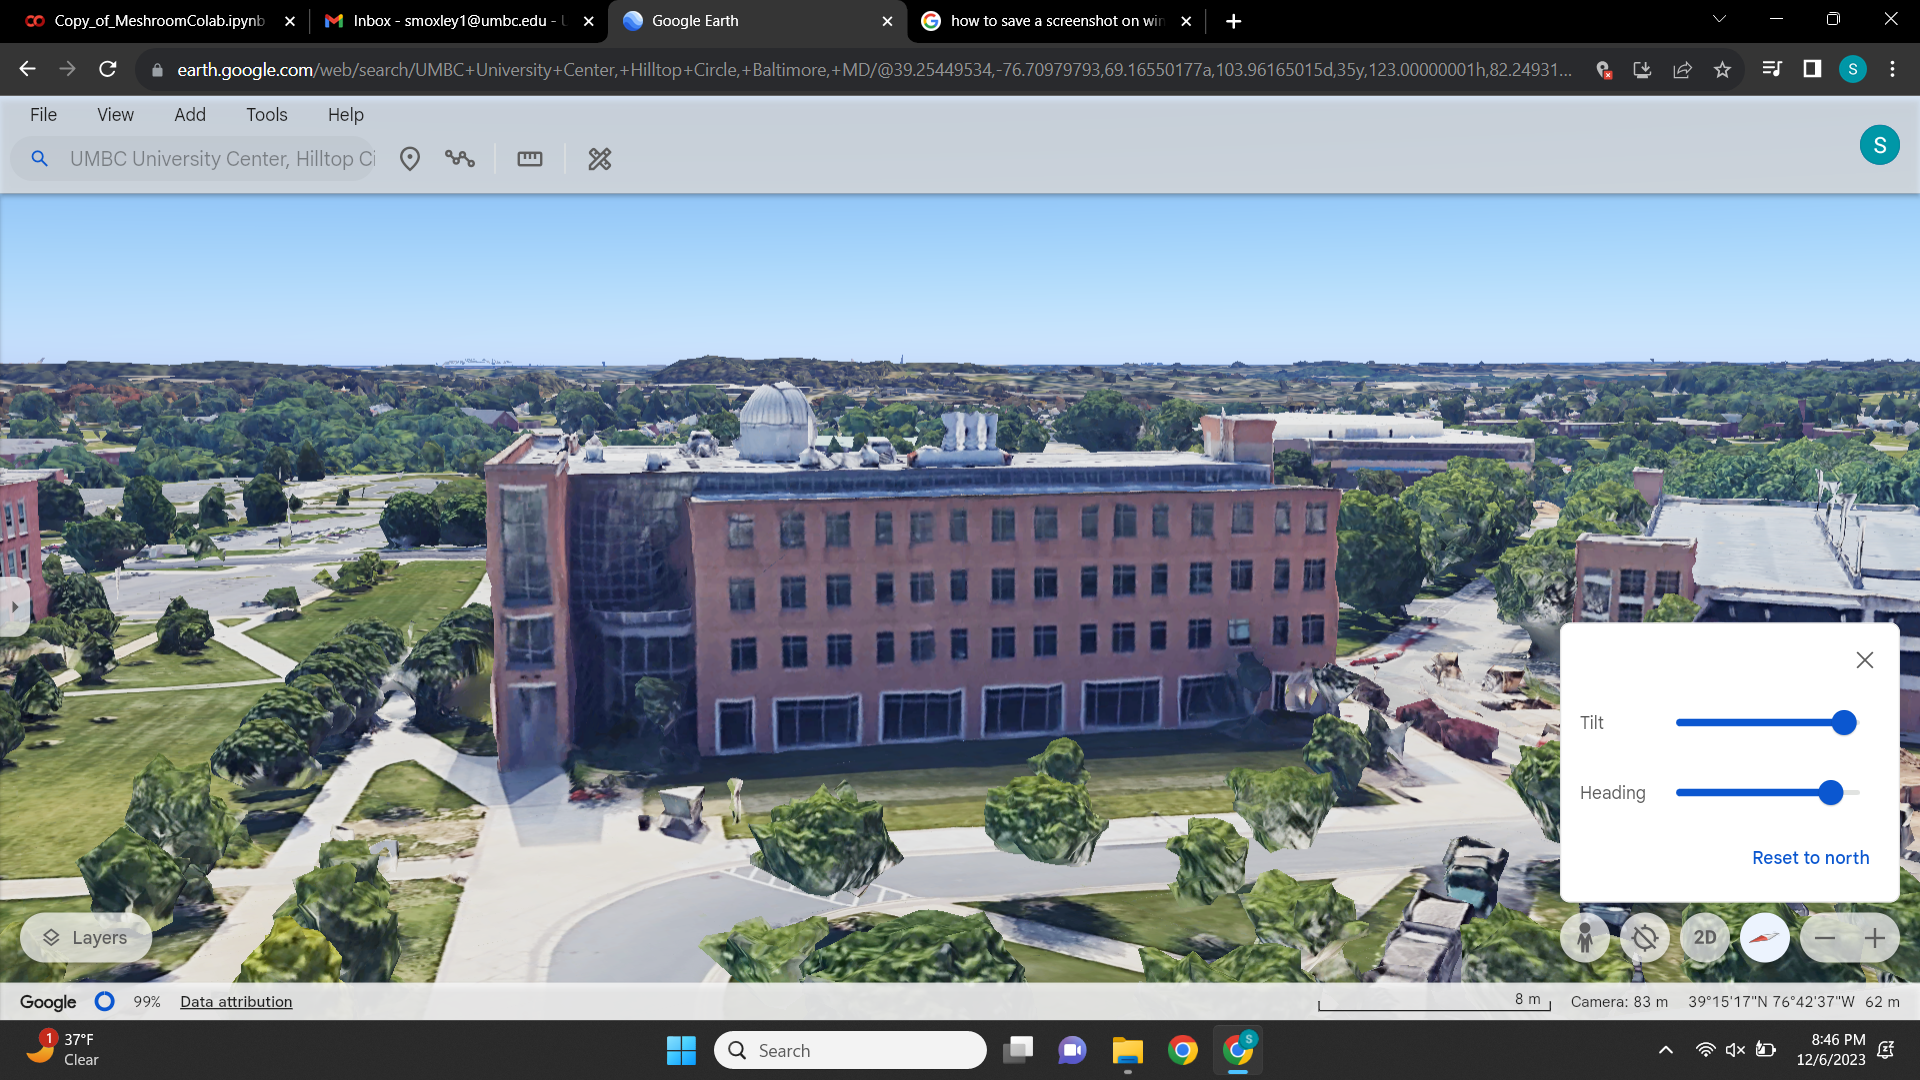 Copy_of_MeshroomColab.ipynb
Inbox - smoxley1@umbc.edu - U
Google Earth
how to save a screenshot on win
earth.google.com/web/search/UMBC+University+Center,+Hilltop+Circle,+Baltimore,+MD/@39.25449534,-76.70979793,69.16550177a,103.96165015d,35y,123.00000001h,82.24931...
S
File View Add Tools Help
UMBC University Center, Hilltop Ci
S
Tilt
Heading
Reset to north
Layers
2D
Google 99% Data attribution
8 m Camera: 83 m 39°15'17"N 76°42'37"W 62 m
1
37°F
Clear
Search
S
8:46 PM
12/6/2023